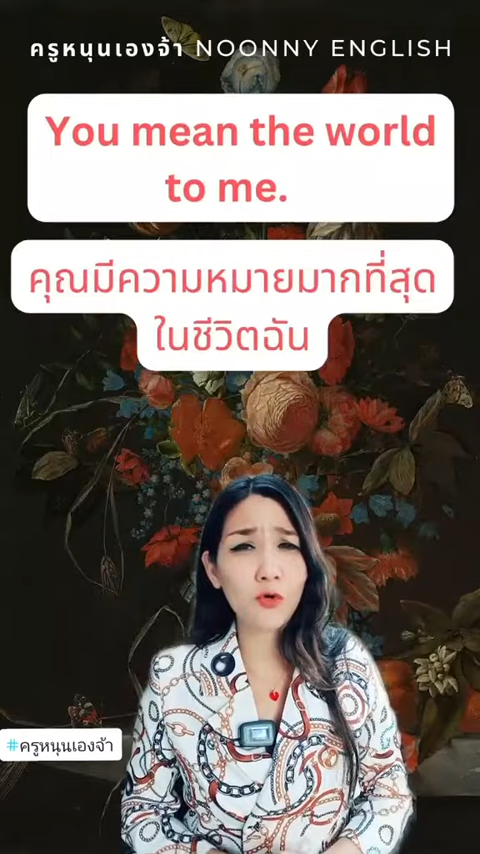 ครูหนุนเองจ้า NOONNY ENGLISH
You mean the world
to me.
คุณมีความหมายมากที่สุด
ในชีวิตฉัน
#ครูหนุนเองจ้า